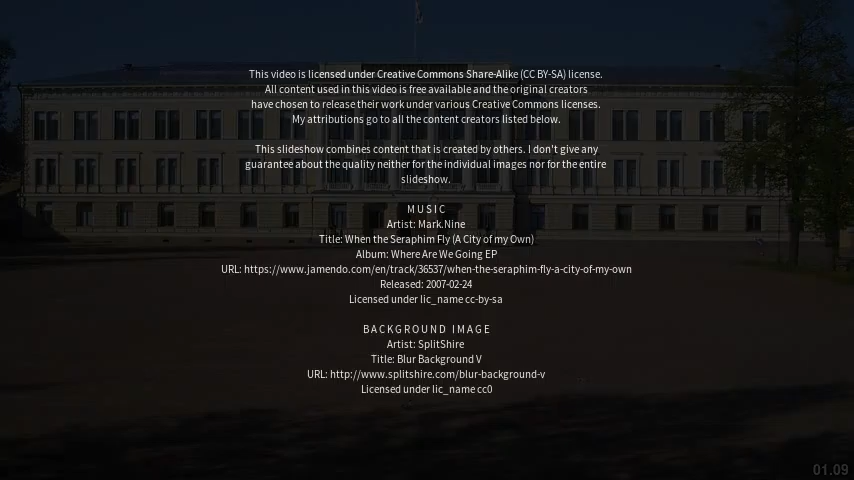 This video is licensed under Creative Commons Share-Alike (CC BY-SA) license.
All content used in this video is free available and the original creators
have chosen to release their work under various Creative Commons licenses.
My attributions go to all the content creators listed below.
This slideshow combines content that is created by others. I don't give any
guarantee about the quality neither for the individual images nor for the entire
slideshow.
MUSIC
Artist: Mark.Nine
Title: When the Seraphim Fly (A City of my Own)
Album: Where Are We Going EP
URL: https://www.jamendo.com/en/track/36537/when-the-seraphim-fly-a-city-of-my-own
Released: 2007-02-24
Licensed under lic_name cc-by-sa
BACKGROUND IMAGE
Artist: SplitShire
Title: Blur Background V
URL: http://www.splitshire.com/blur-background-v
Licensed under lic_name cc0
01.09